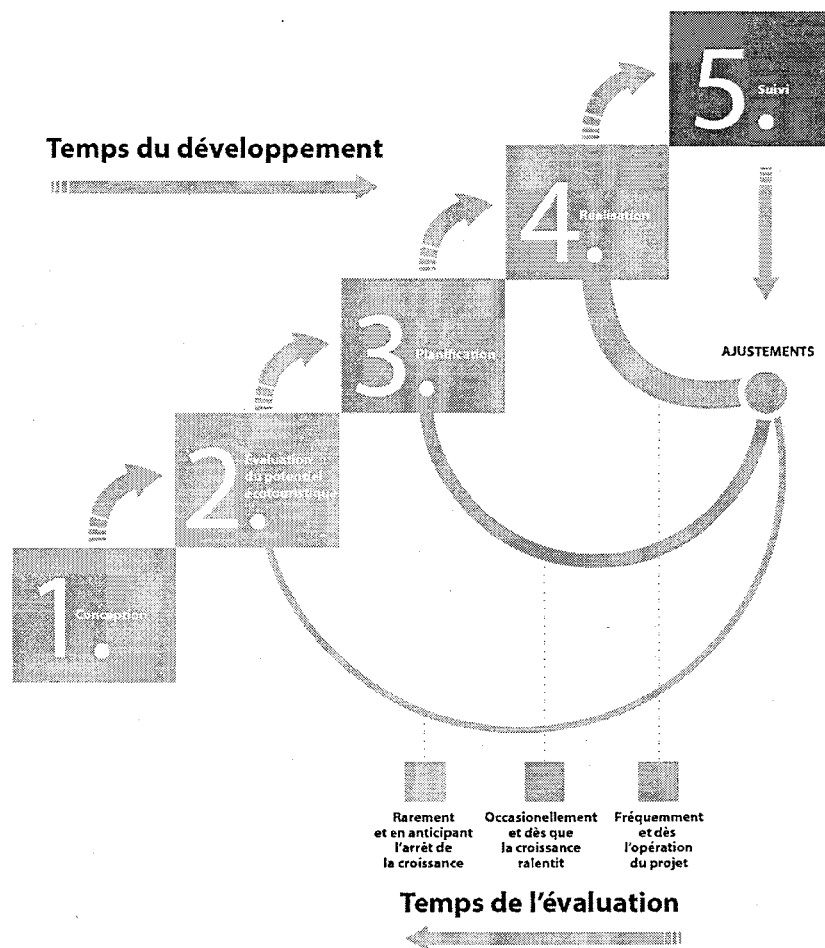 5
Suivi
Temps du développement
4
Réalisation
3
Planification
AJUSTEMENTS
2
Évaluation
du potentiel
écotouristique
1
Conception
Rarement
et en anticipant
l'arrêt de
la croissance
Occasionellement
et dès que
la croissance
ralentit
Fréquemment
et dès
l'opération
du projet
Temps de l'évaluation